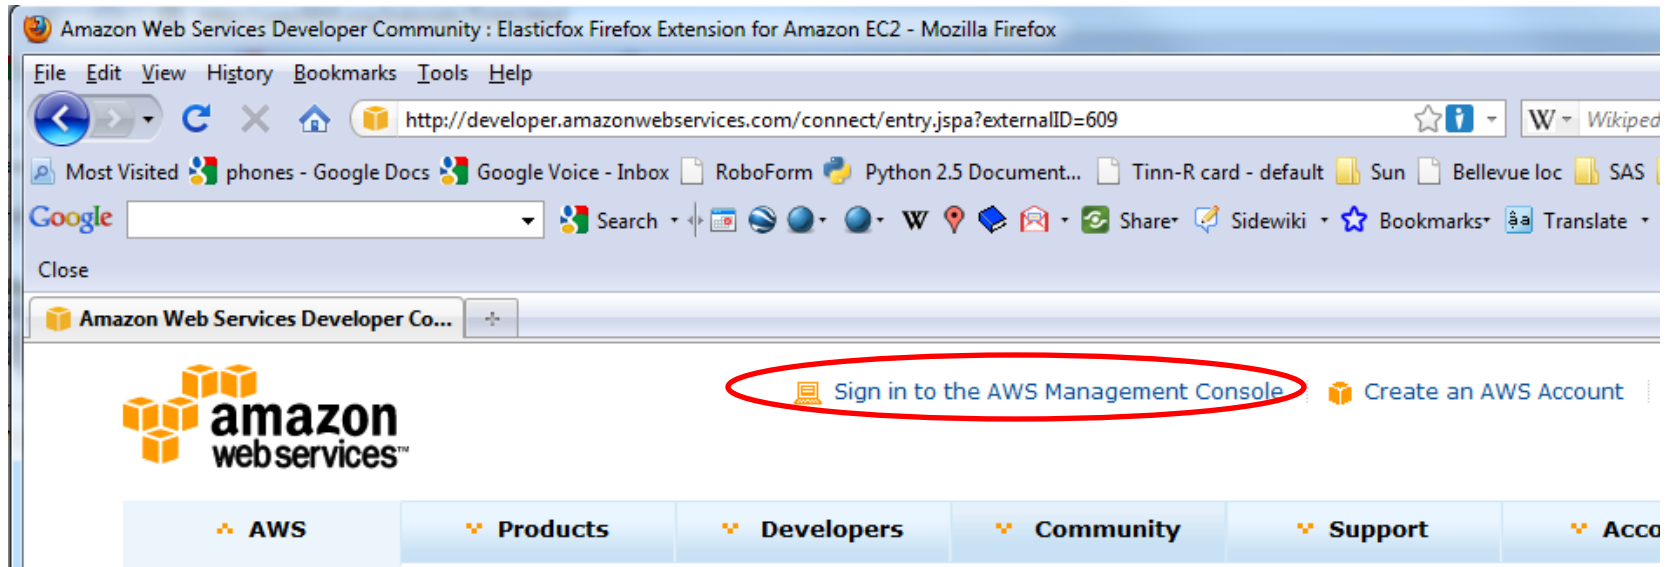 Amazon Web Services Developer Community : Elasticfox Firefox Extension for Amazon EC2 - Mozilla Firefox
File Edit View History Bookmarks Tools Help
http://developer.amazonwebservices.com/connect/entry.jspa?externalID=609 W Wikiped
Most Visited phones - Google Docs Google Voice - Inbox RoboForm Python 2.5 Document... Tinn-R card - default Sun Bellevue loc SAS
Google Search W Share Sidewiki Bookmarks Translate
Close
Amazon Web Services Developer Co...
Sign in to the AWS Management Console Create an AWS Account
amazon
webservices™
AWS Products Developers Community Support Acco